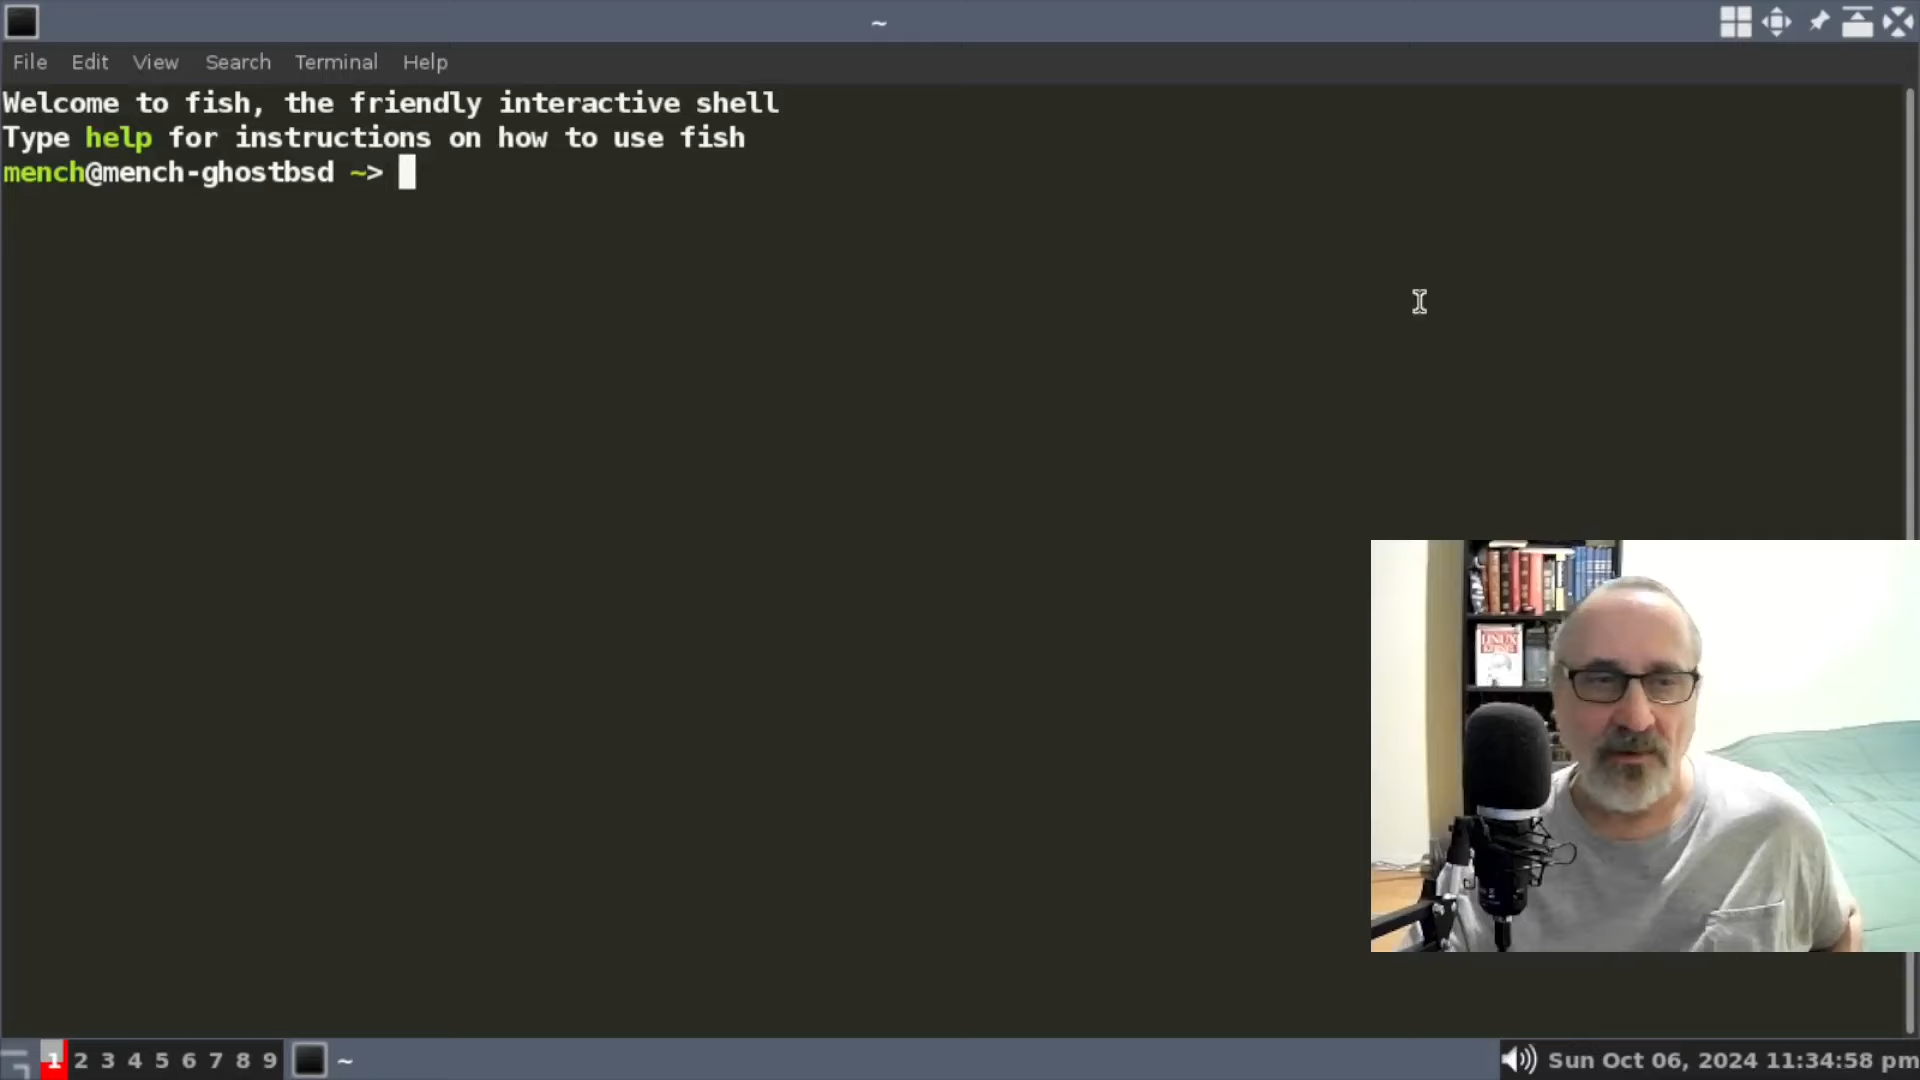 ~
File Edit View Search Terminal Help
Welcome to fish, the friendly interactive shell
Type help for instructions on how to use fish
mench@mench-ghostbsd ~>
LINUX
1 2 3 4 5 6 7 8 9 ~ Sun Oct 06, 2024 11:34:58 pm